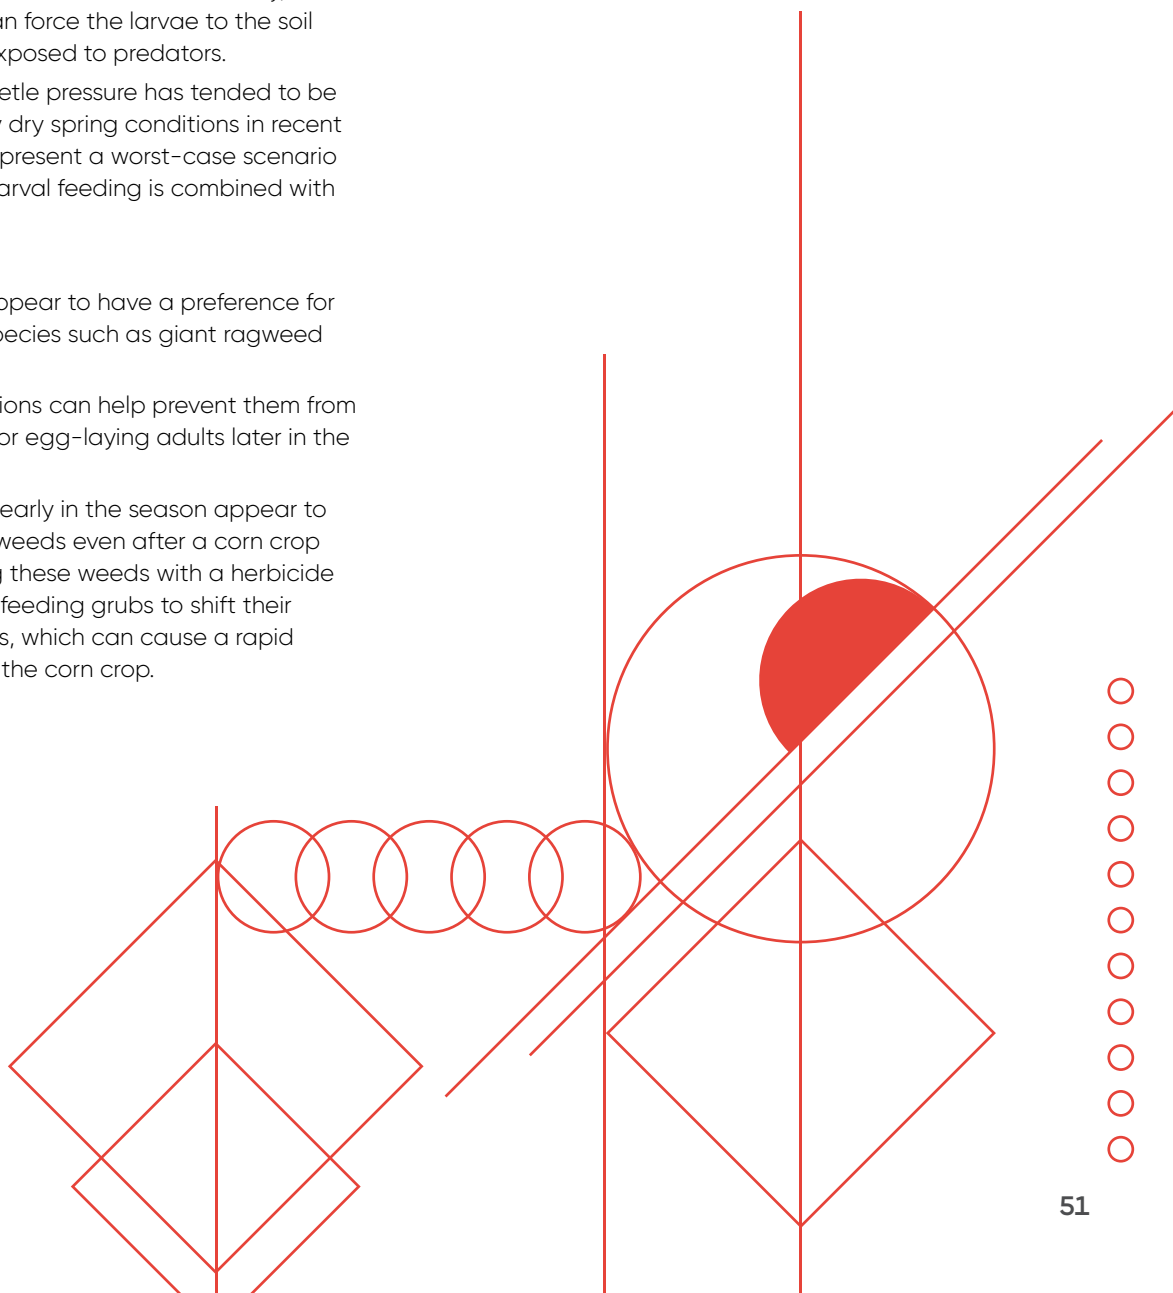 an force the larvae to the soil
xposed to predators.
etle pressure has tended to be
dry spring conditions in recent
present a worst-case scenario
arval feeding is combined with
ppear to have a preference for
pecies such as giant ragweed
ions can help prevent them from
or egg-laying adults later in the
early in the season appear to
weeds even after a corn crop
g these weeds with a herbicide
feeding grubs to shift their
s, which can cause a rapid
the corn crop.
51